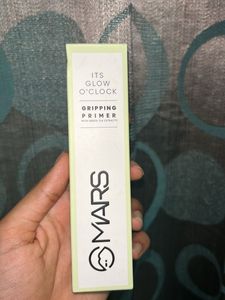 ITS
GLOW
O'CLOCK
GRIPPING
PRIMER
MARS